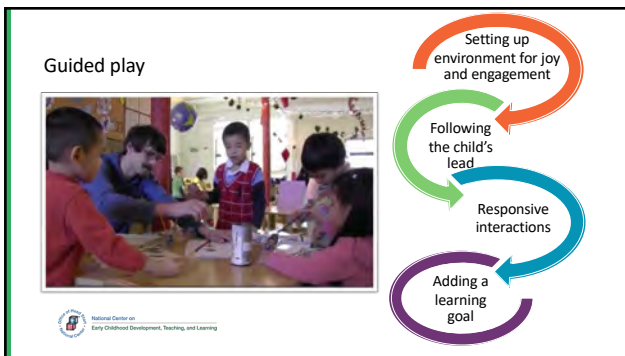 Guided play
Setting up
environment for joy
and engagement
Following
the child's
lead
Responsive
interactions
Adding a
learning
goal
National Center on
Early Childhood Development, Teaching, and Learning